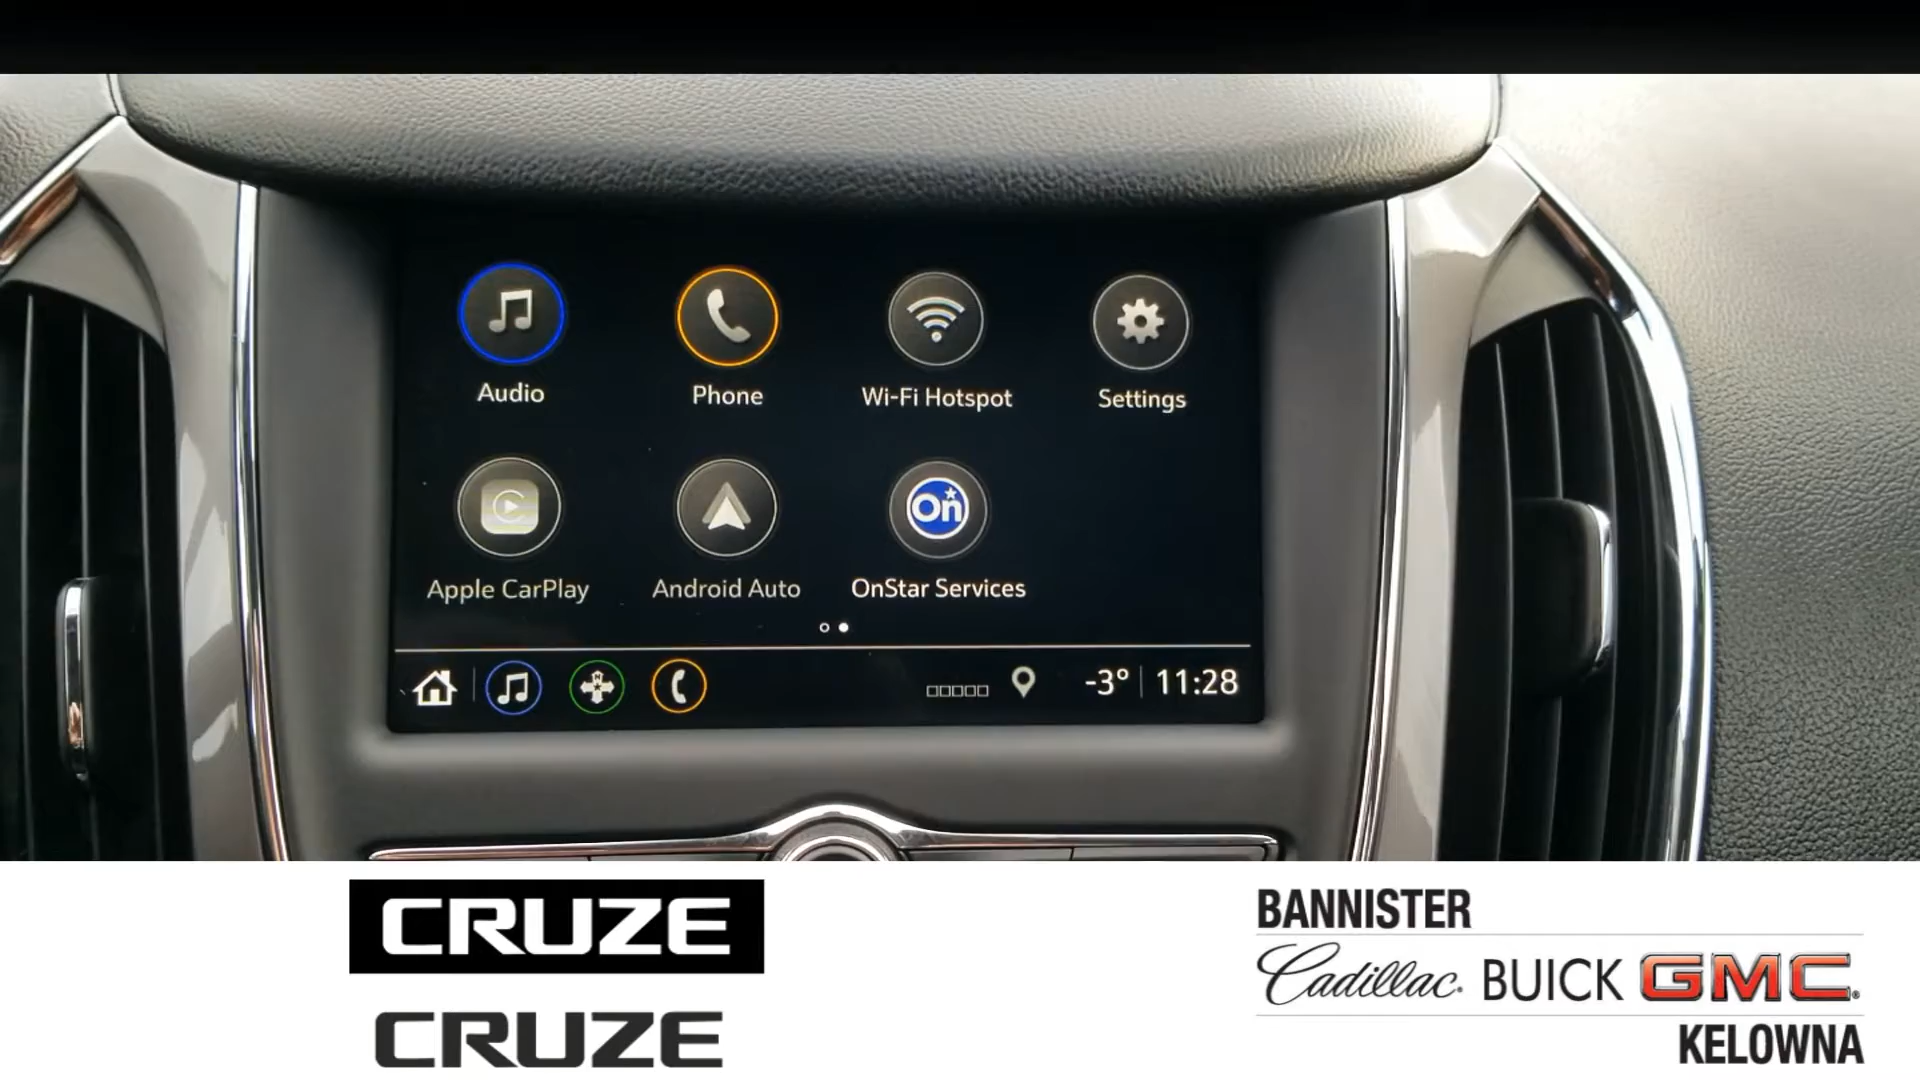 Audio
Phone
Wi-Fi Hotspot
Settings
Apple CarPlay
Android Auto
On
OnStar Services
-3° 11:28
CRUZE
CRUZE
BANNISTER
Cadillac. BUICK GMC
KELOWNA